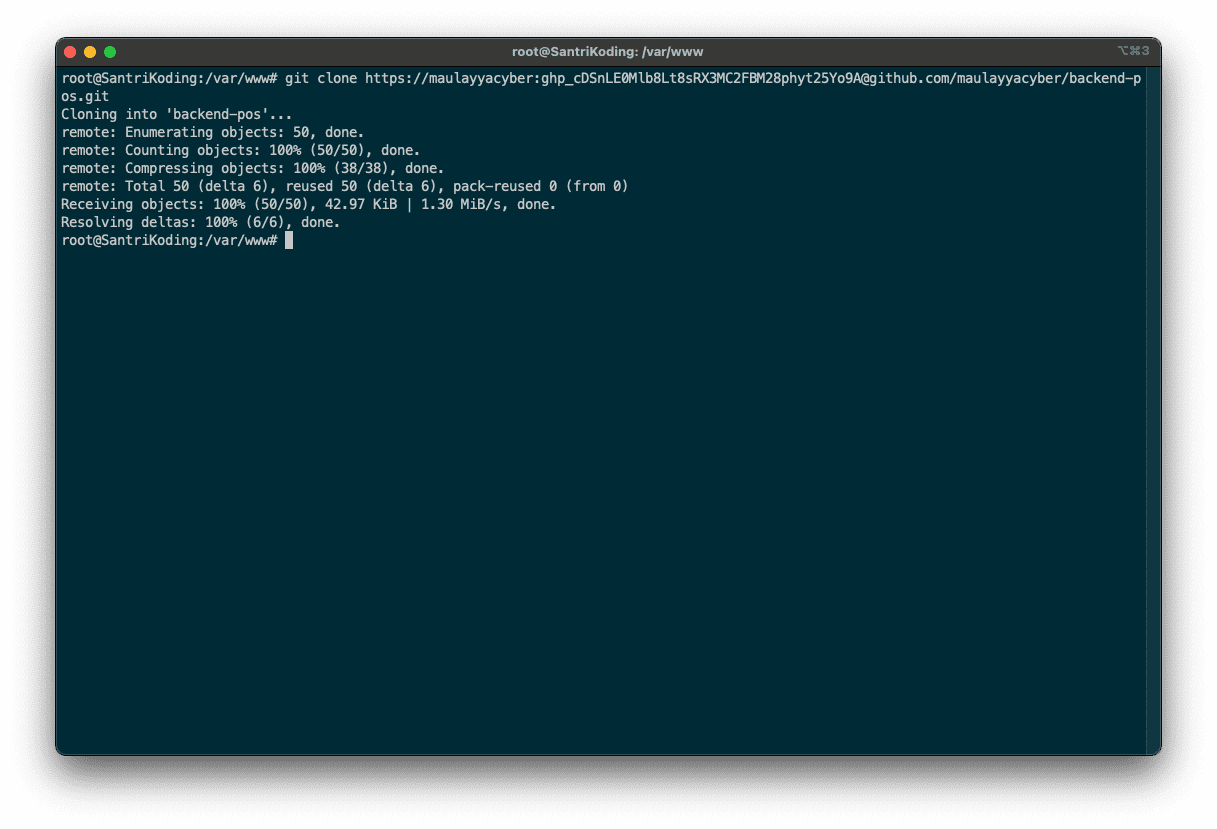 root@SantriKoding: /var/www
⌥⌘3
root@SantriKoding:/var/www# git clone https://maulayyacyber: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@github.com/maulayyacyber/backend-p
os.git
Cloning into 'backend-pos'...
remote: Enumerating objects: 50, done.
remote: Counting objects: 100% (50/50), done.
remote: Compressing objects: 100% (38/38), done.
remote: Total 50 (delta 6), reused 50 (delta 6), pack-reused 0 (from 0)
Receiving objects: 100% (50/50), 42.97 KiB | 1.30 MiB/s, done.
Resolving deltas: 100% (6/6), done.
root@SantriKoding:/var/www#